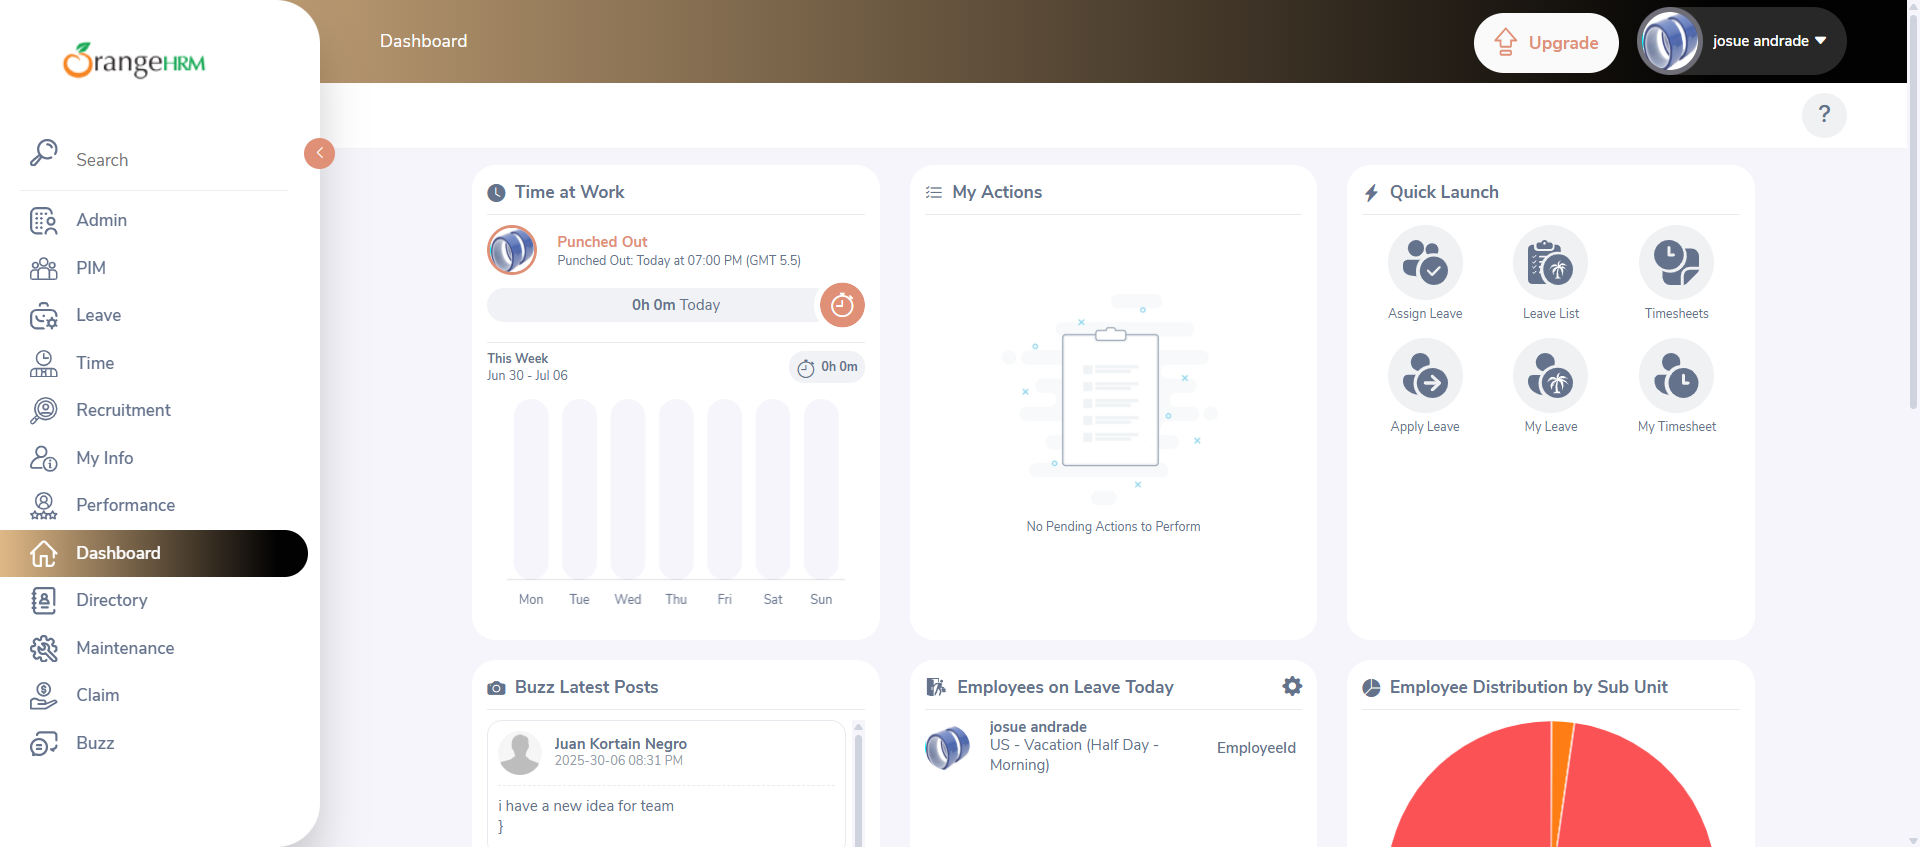 OrangeHRM
Dashboard
Upgrade
josue andrade
?
Search
Admin
PIM
Leave
Time
Recruitment
My Info
Performance
Dashboard
Directory
Maintenance
Claim
Buzz
Time at Work
Punched Out
Punched Out: Today at 07:00 PM (GMT 5.5)
0h 0m Today
This Week
Jun 30 - Jul 06
0h 0m
Mon Tue Wed Thu Fri Sat Sun
My Actions
No Pending Actions to Perform
Quick Launch
Assign Leave
Leave List
Timesheets
Apply Leave
My Leave
My Timesheet
Buzz Latest Posts
Juan Kortain Negro
2025-30-06 08:31 PM
i have a new idea for team
}
Employees on Leave Today
josue andrade
US - Vacation (Half Day -
Morning)
EmployeeId
Employee Distribution by Sub Unit